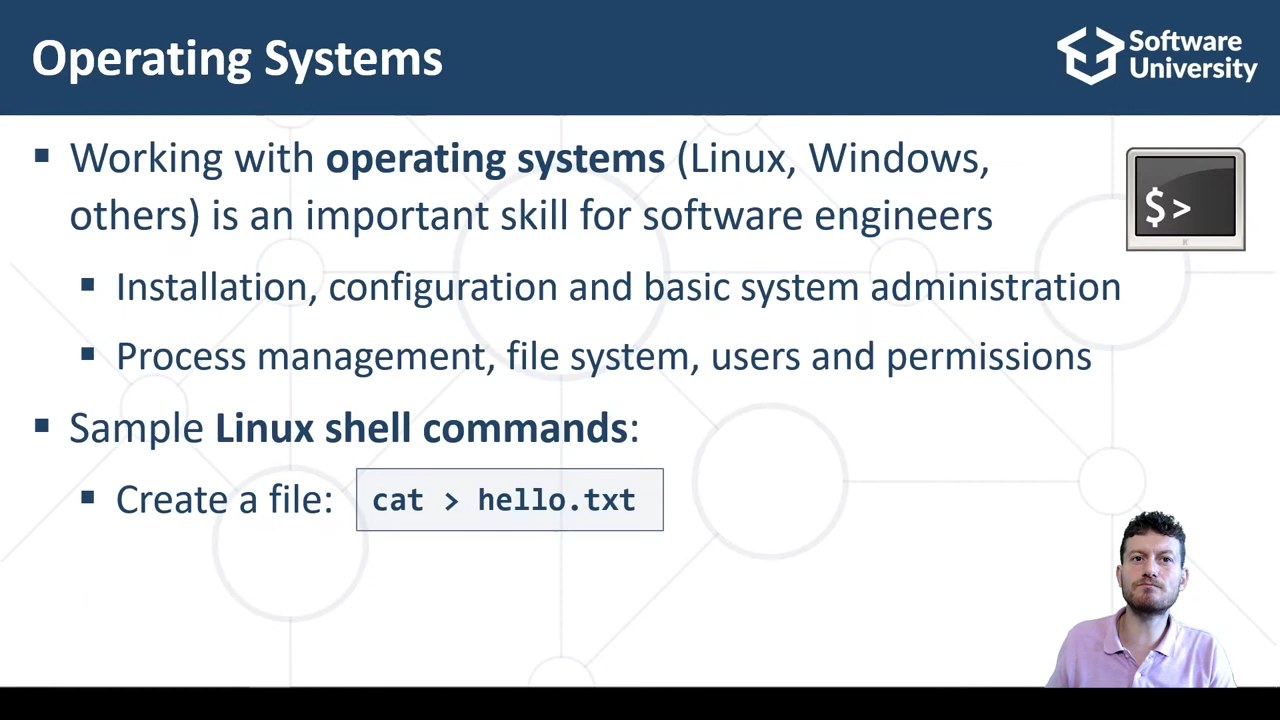 Operating Systems
Software
University
▪ Working with operating systems (Linux, Windows,
others) is an important skill for software engineers
$>
▪ Installation, configuration and basic system administration
▪ Process management, file system, users and permissions
▪ Sample Linux shell commands:
▪ Create a file: cat > hello.txt